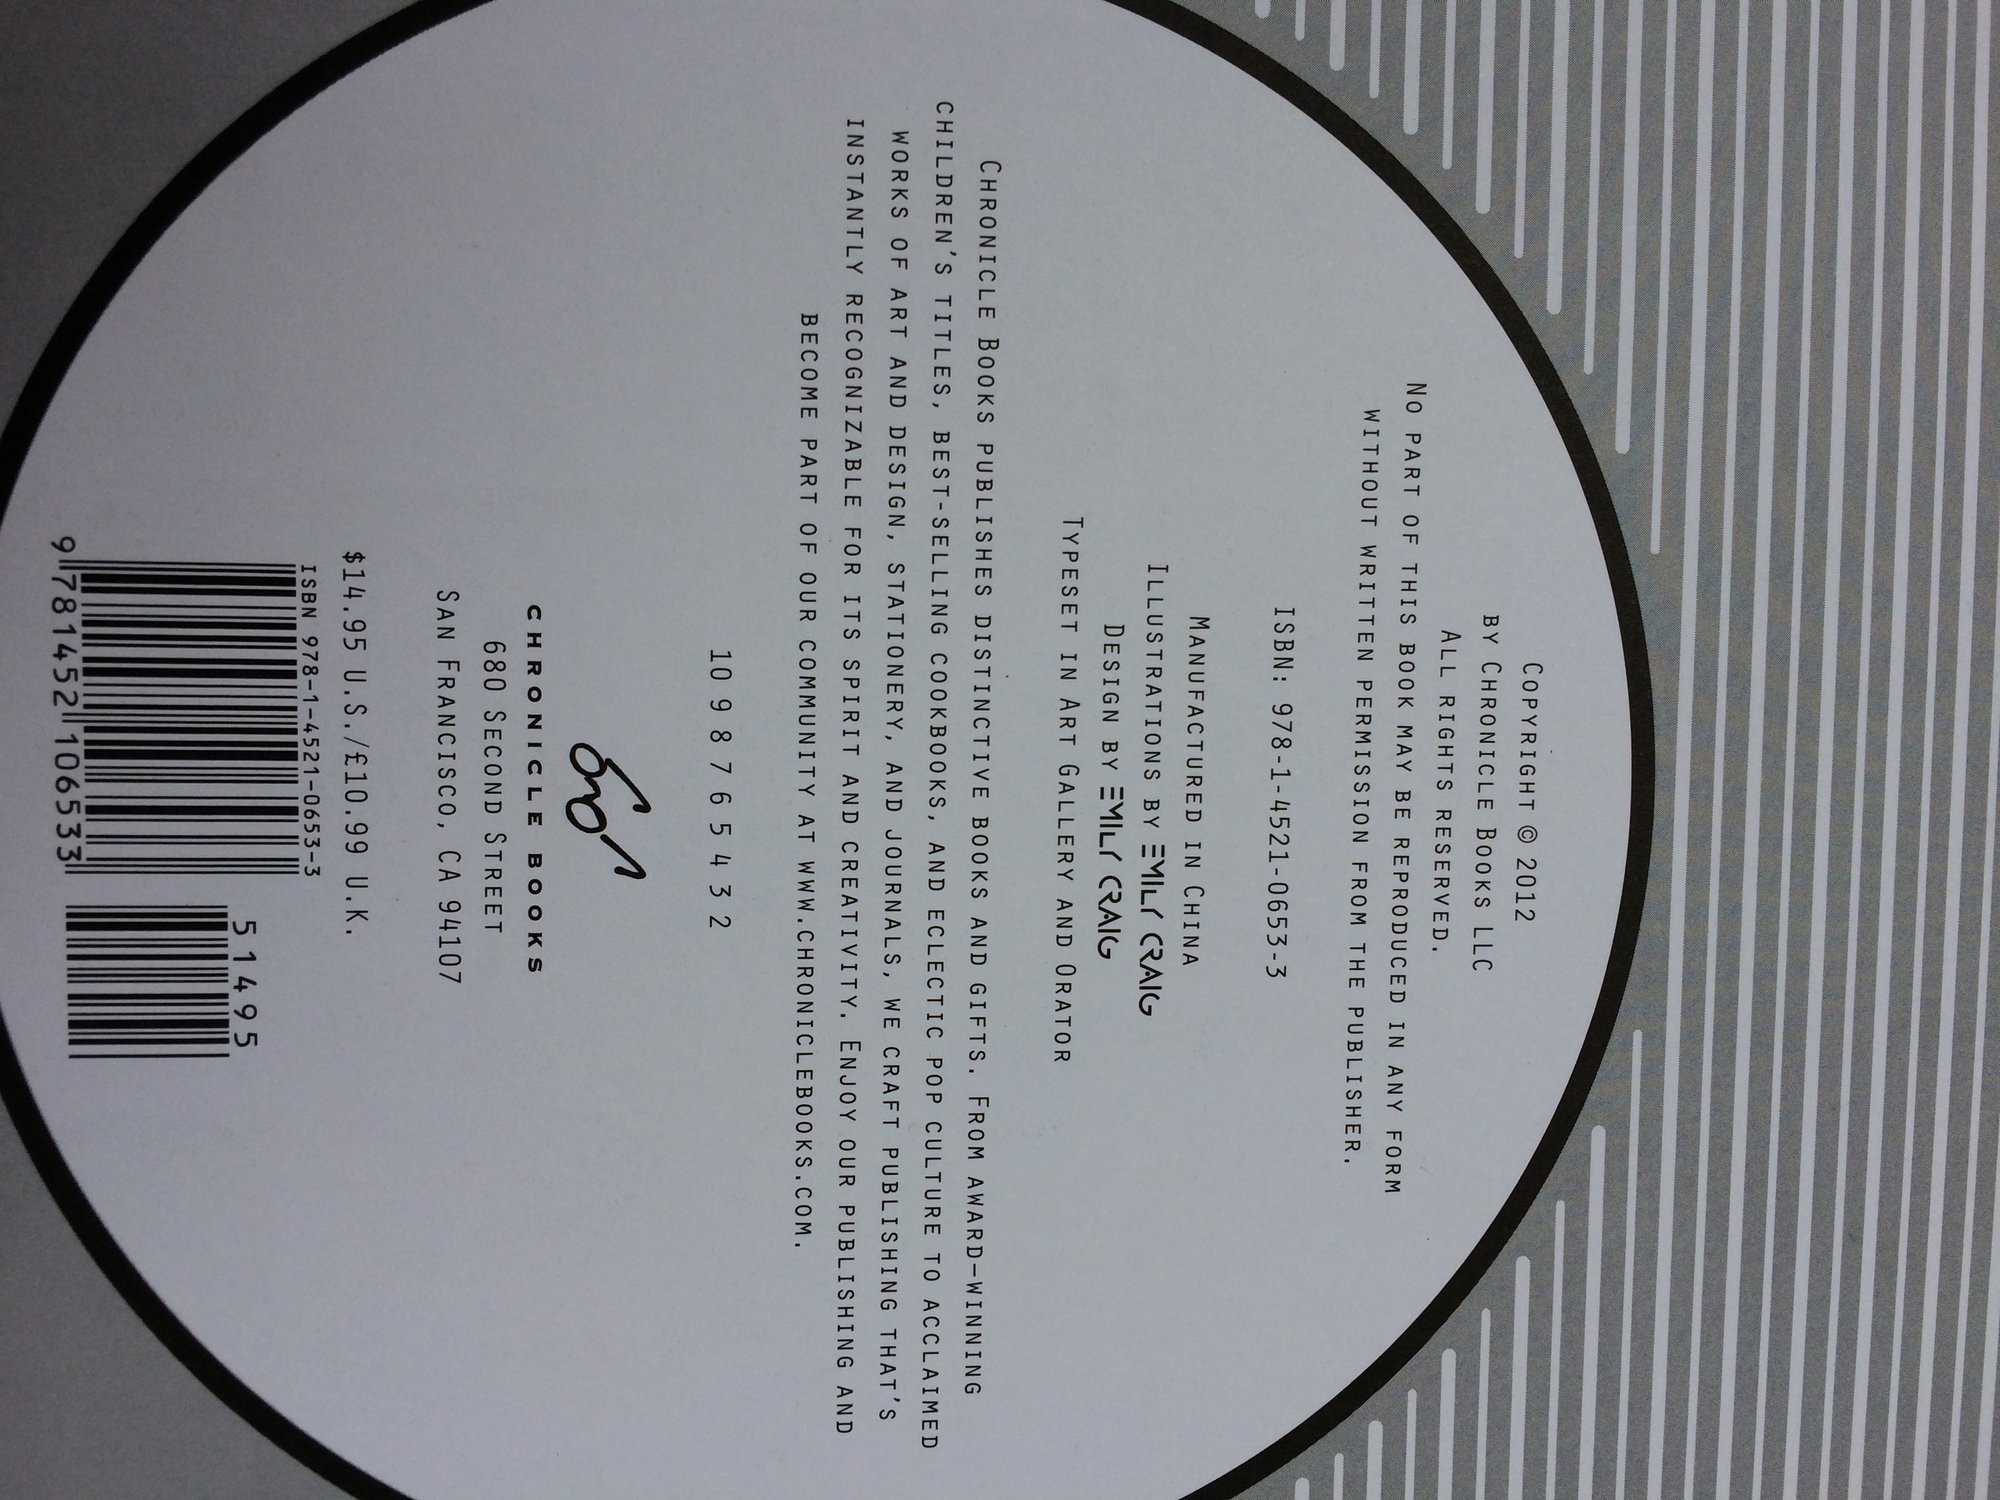 Copyright © 2012
by Chronicle Books LLC
All rights reserved.
No part of this book may be reproduced in any form
without written permission from the publisher.
ISBN: 978-1-4521-0653-3
Manufactured in China
Illustrations by EMILY CRAIG
Design by EMILY CRAIG
Typeset in Art Gallery and Orator
Chronicle Books publishes distinctive books and gifts. From award-winning
children's titles, best-selling cookbooks, and eclectic pop culture to acclaimed
works of art and design, stationery, and journals, we craft publishing that's
instantly recognizable for its spirit and creativity. Enjoy our publishing and
become part of our community at www.chroniclebooks.com.
10 9 8 7 6 5 4 3 2
CHRONICLE BOOKS
680 Second Street
San Francisco, CA 94107
$14.95 U.S./£10.99 U.K.
ISBN 978-1-4521-0653-3
9 781452 106533
51495